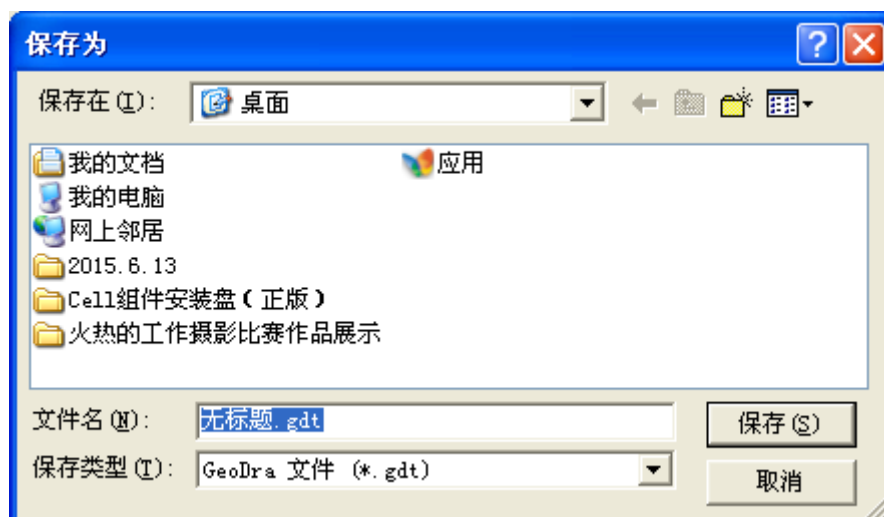 保存为
保存在(I): 桌面
我的文档 应用
我的电脑
网上邻居
2015.6.13
Cell组件安装盘(正版)
火热的工作摄影比赛作品展示
文件名(N): 无标题.gdt 保存(S)
保存类型(T): GeoDra 文件 (*.gdt) 取消